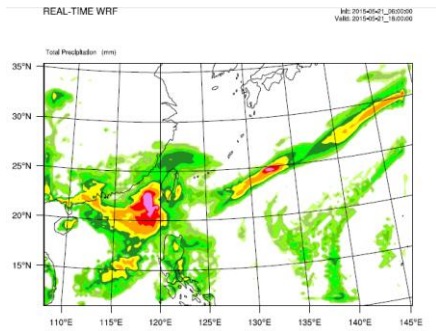 REAL-TIME WRF
Init: 2015-05-21_06:00:00
Valid: 2015-05-21_18:00:00
Total Precipitation (mm)
35°N
30°N
25°N
20°N
15°N
110°E 115°E 120°E 125°E 130°E 135°E 140°E 145°E